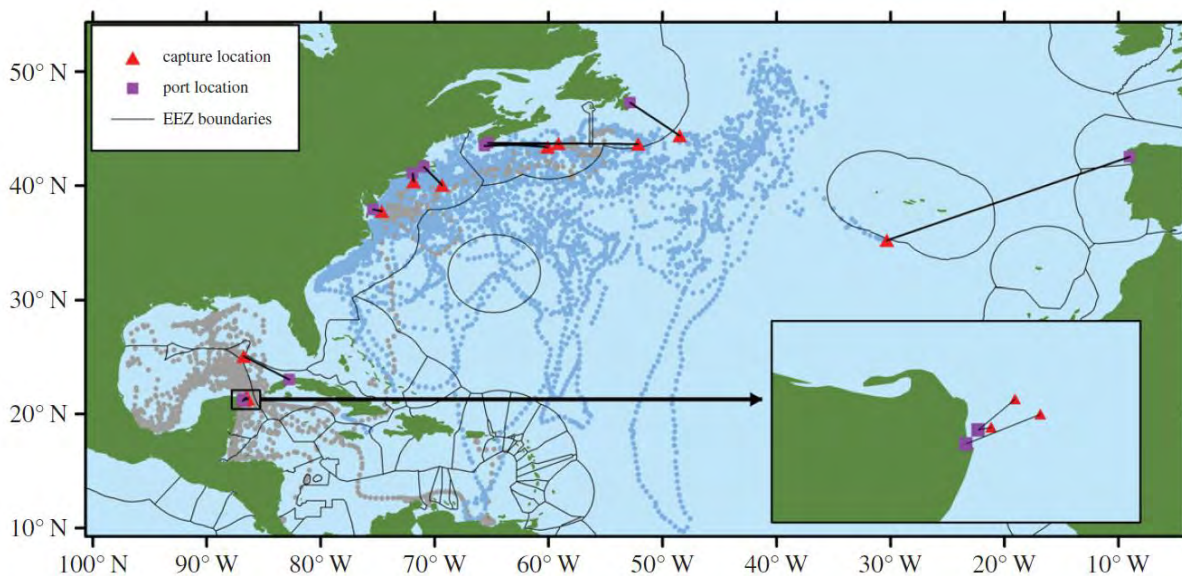 capture location
port location
EEZ boundaries
50° N
40° N
30° N
20° N
10° N
100° N
90° W
80° W
70° W
60° W
50° W
40° W
30° W
20° W
10° W